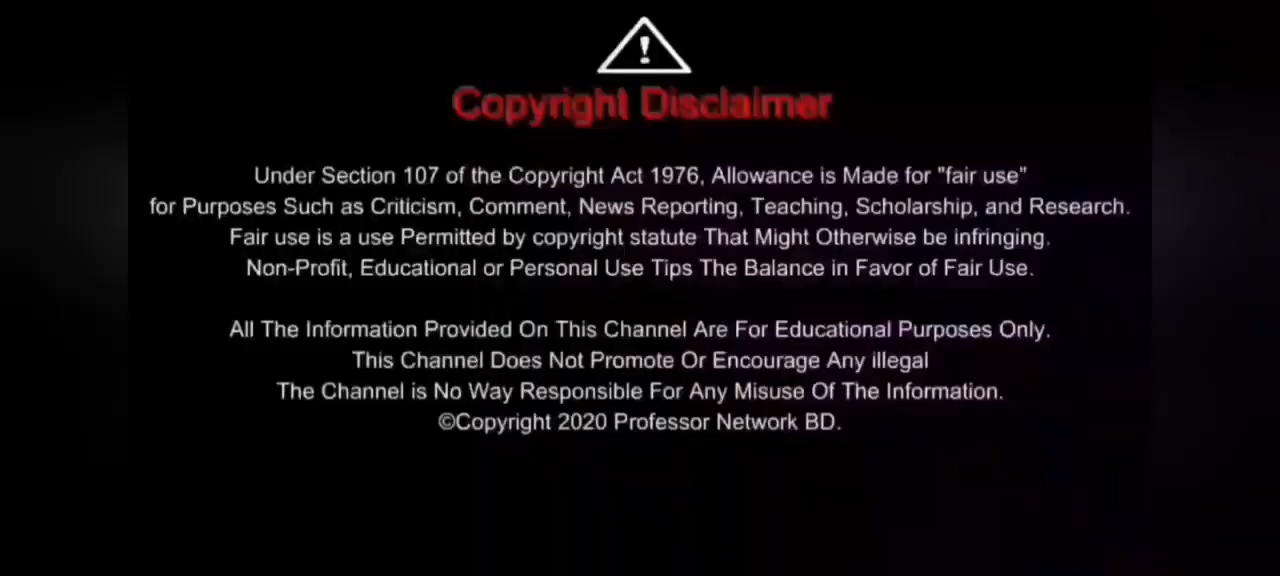 Copyright Disclaimer
Under Section 107 of the Copyright Act 1976, Allowance is Made for "fair use"
for Purposes Such as Criticism, Comment, News Reporting, Teaching, Scholarship, and Research.
Fair use is a use Permitted by copyright statute That Might Otherwise be infringing.
Non-Profit, Educational or Personal Use Tips The Balance in Favor of Fair Use.
All The Information Provided On This Channel Are For Educational Purposes Only.
This Channel Does Not Promote Or Encourage Any illegal
The Channel is No Way Responsible For Any Misuse Of The Information.
©Copyright 2020 Professor Network BD.